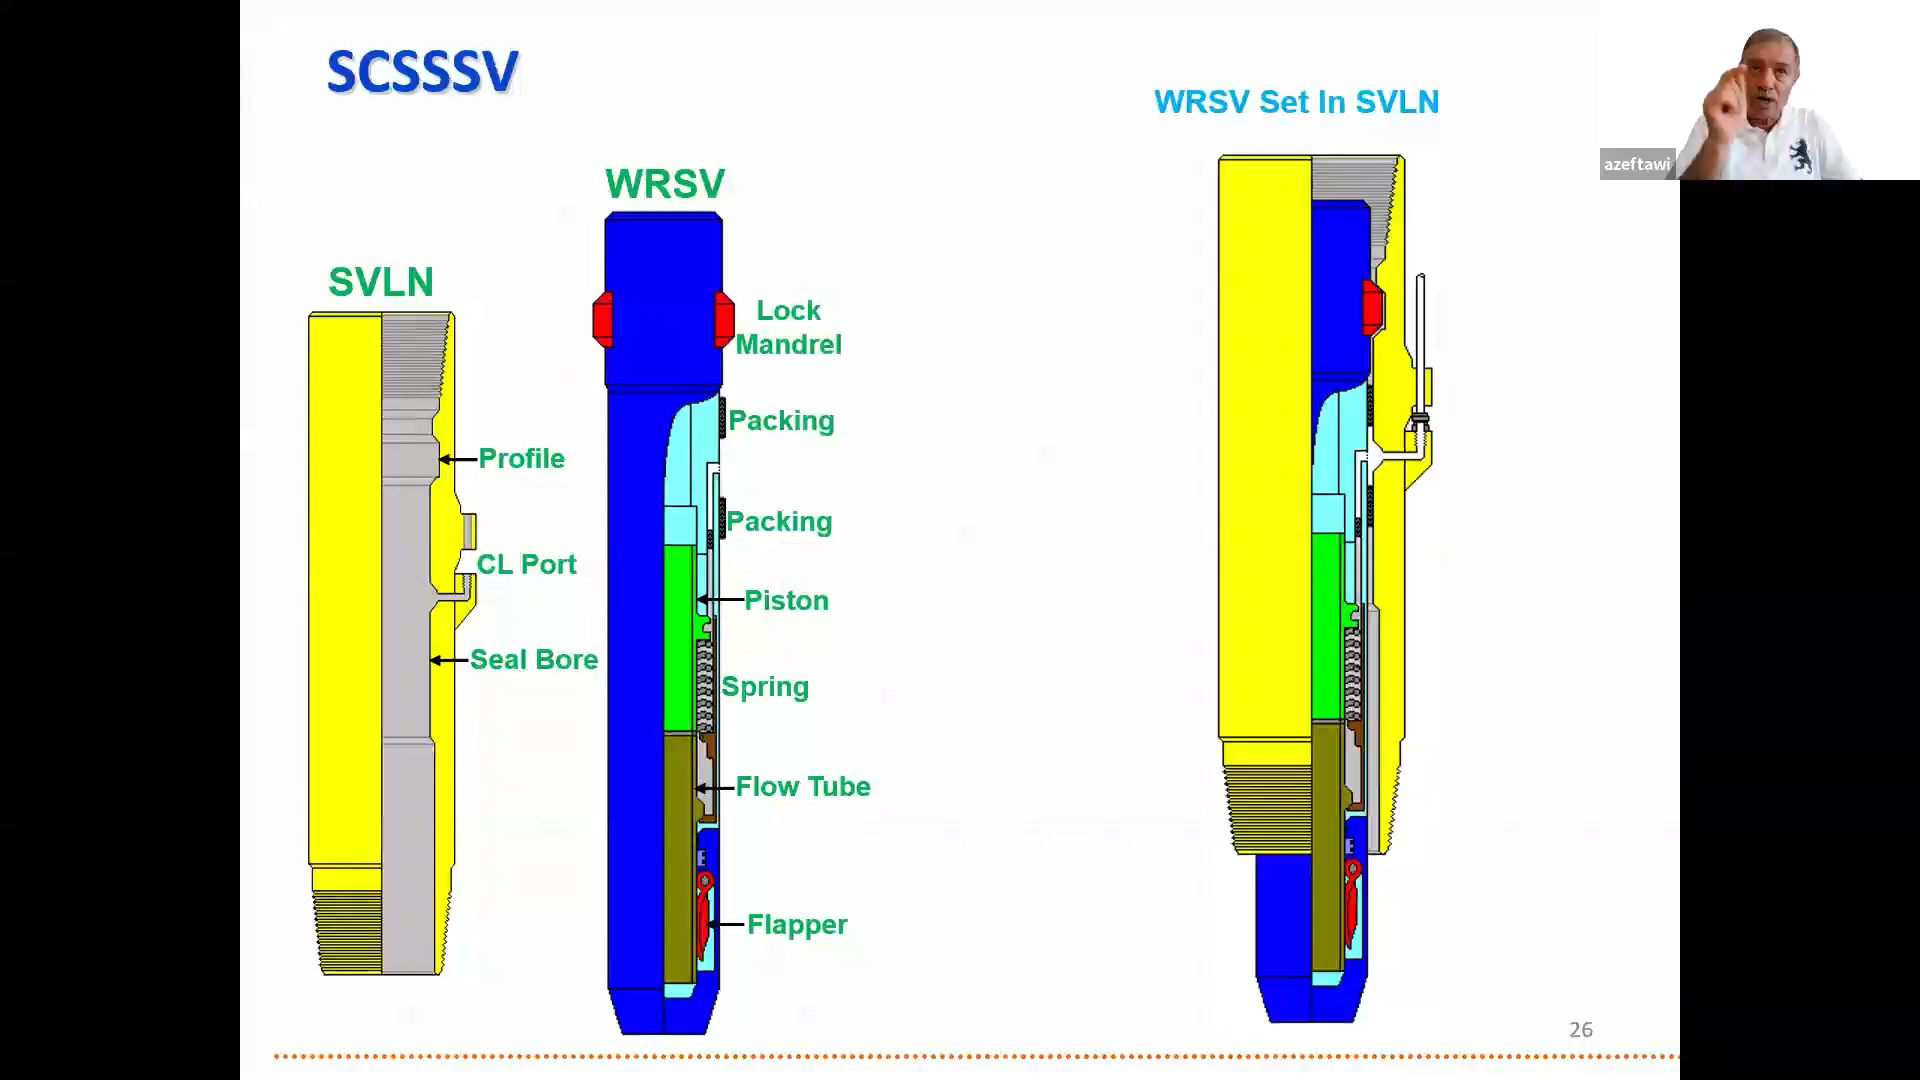 SCSSSV
WRSV Set In SVLN
azeftawi
WRSV
SVLN
Lock
Mandrel
Packing
Profile
Packing
CL Port
Piston
Seal Bore
Spring
Flow Tube
Flapper
26